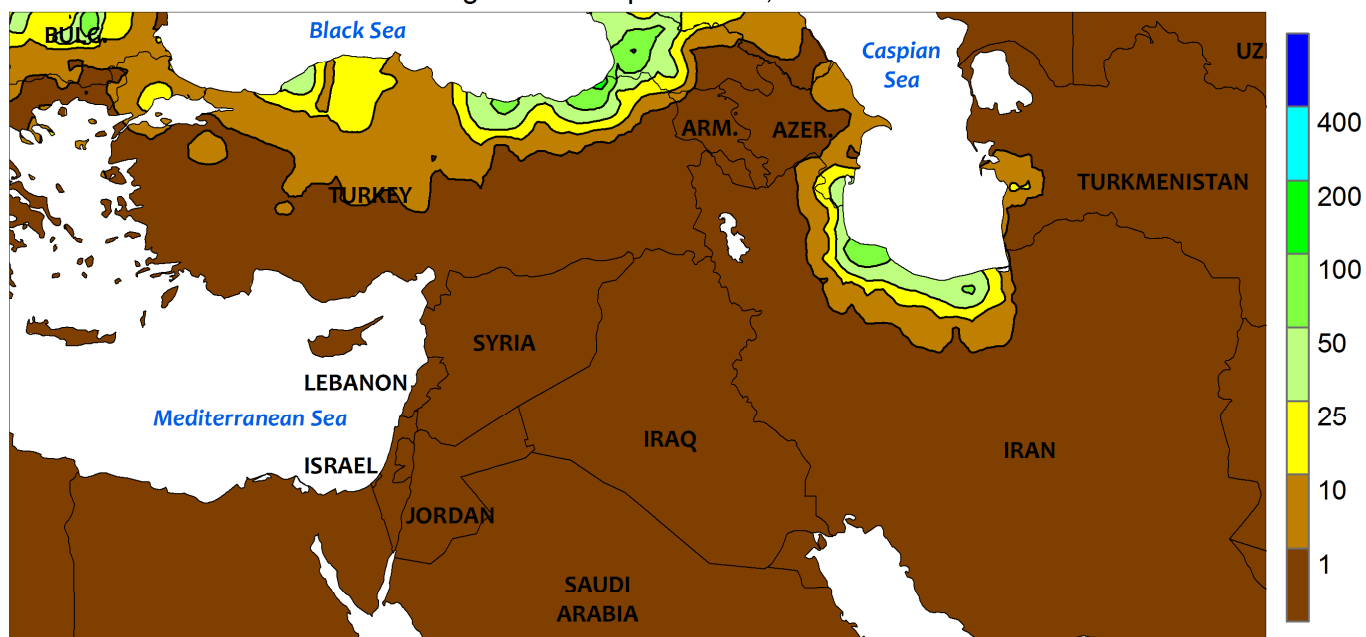 Black Sea
BULG.
Caspian
Sea
400
ARM.
AZER.
TURKEY
TURKMENISTAN
200
100
SYRIA
50
LEBANON
Mediterranean Sea
25
IRAQ
IRAN
ISRAEL
10
JORDAN
1
SAUDI
ARABIA